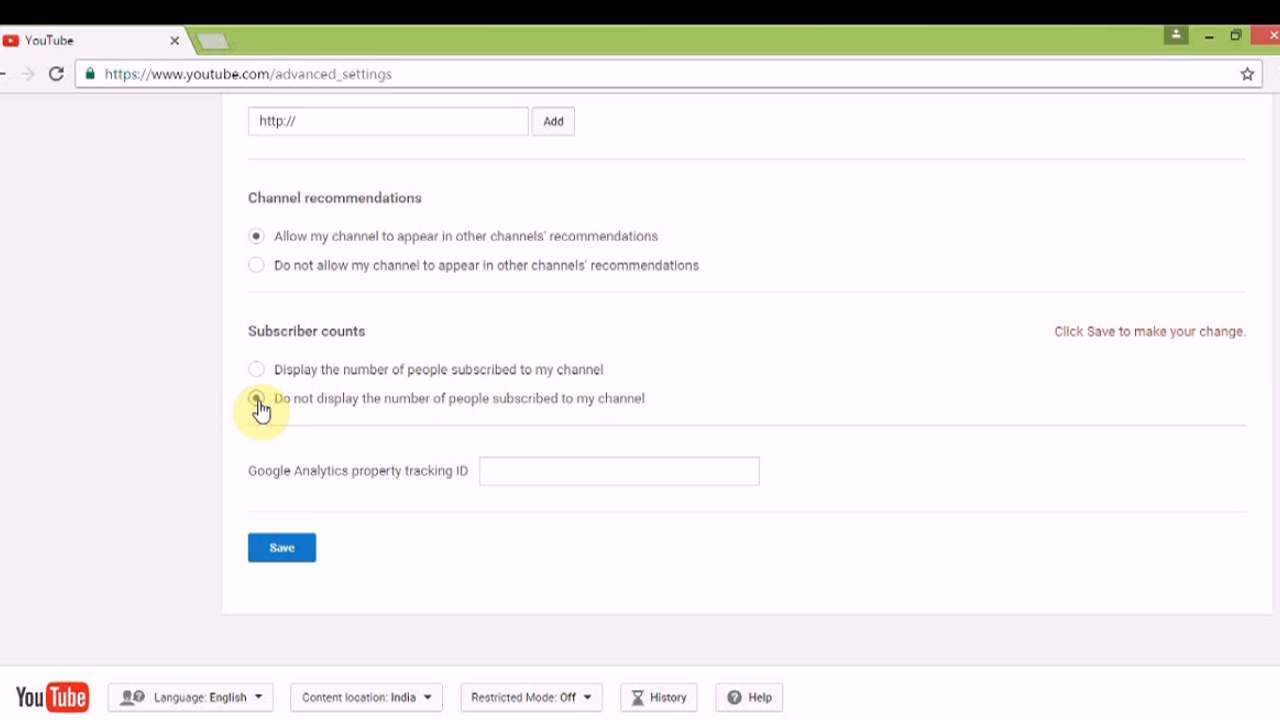 YouTube
https://www.youtube.com/advanced_settings
http:// Add
Channel recommendations
Allow my channel to appear in other channels' recommendations
Do not allow my channel to appear in other channels' recommendations
Subscriber counts Click Save to make your change.
Display the number of people subscribed to my channel
Do not display the number of people subscribed to my channel
Google Analytics property tracking ID
Save
YouTube Language: English Content location: India Restricted Mode: Off History Help